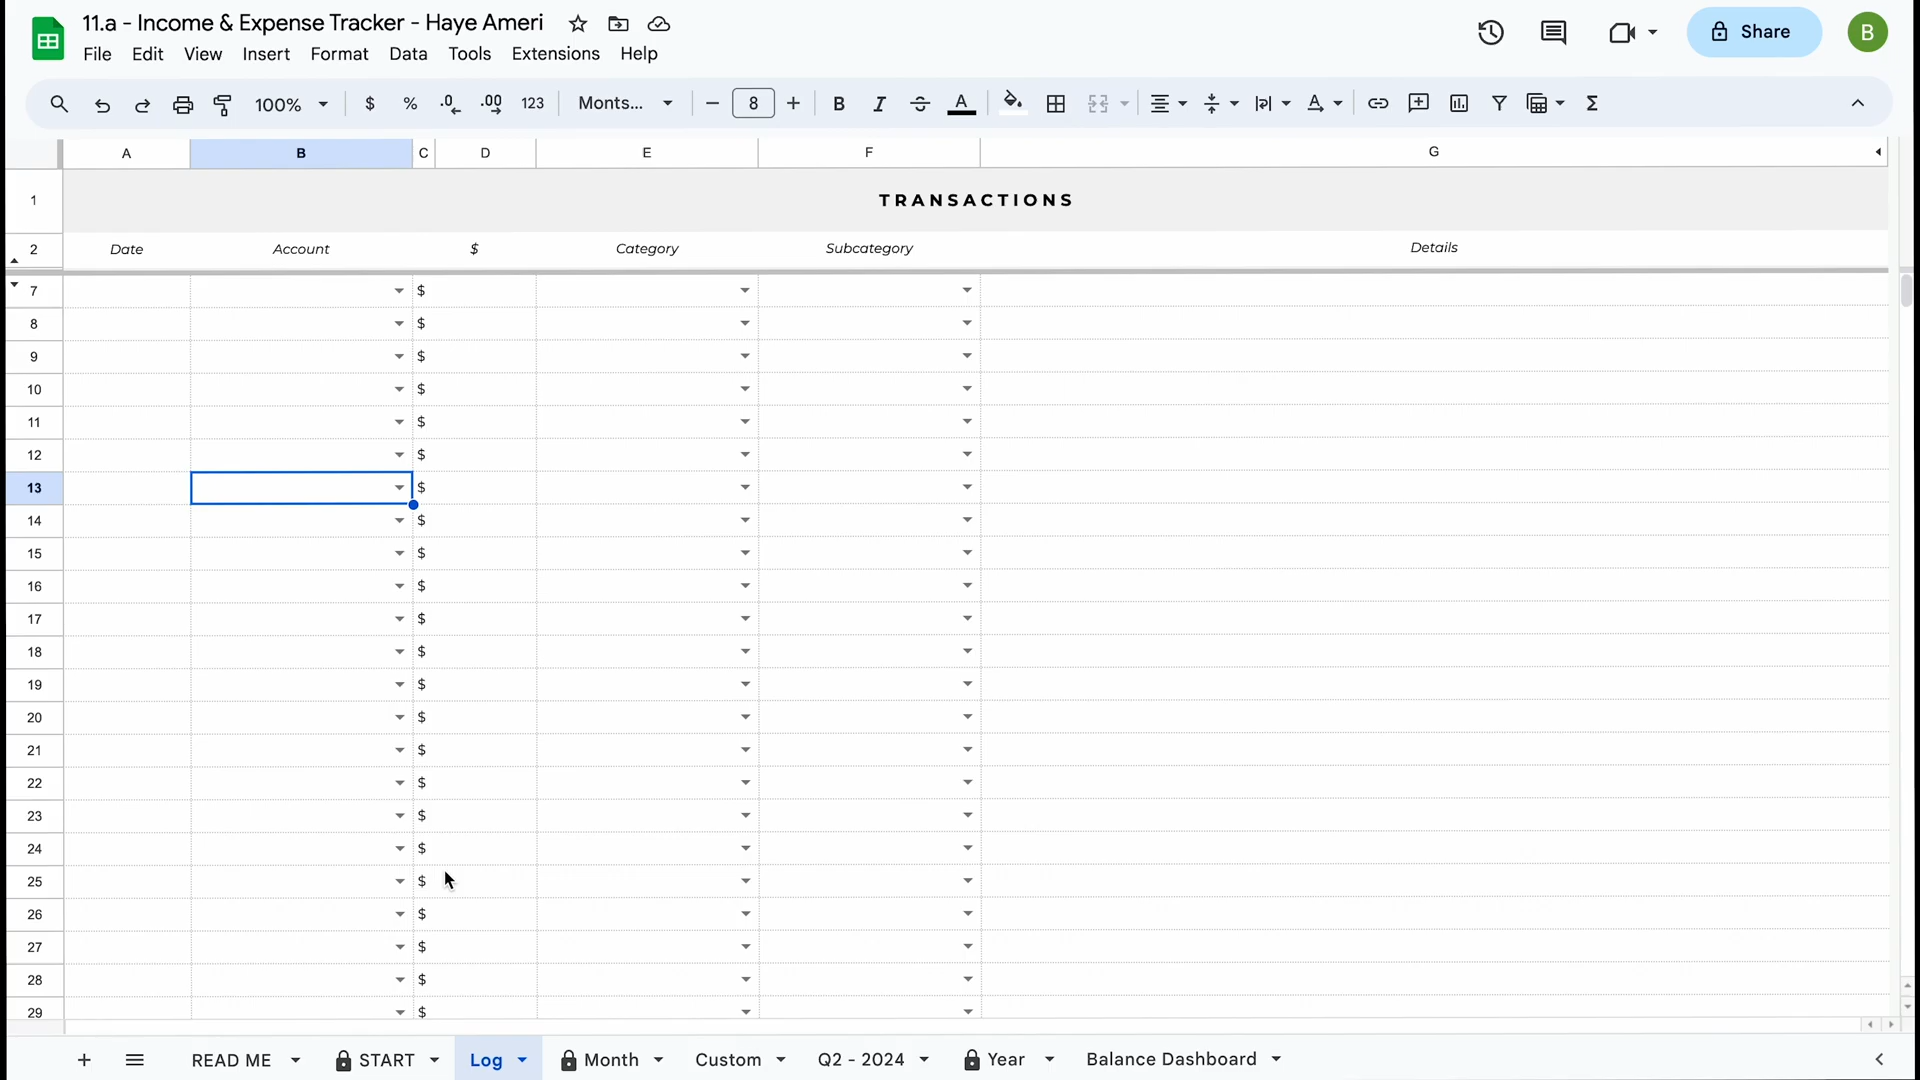 11.a - Income & Expense Tracker - Haye Ameri
File Edit View Insert Format Data Tools Extensions Help
Share
B
100% $ % .0 .00 123 Monts... 8 B I S A A Σ
A B C D E F G
1 TRANSACTIONS
2 Date Account $ Category Subcategory Details
7 $
8 $
9 $
10 $
11 $
12 $
13 $
14 $
15 $
16 $
17 $
18 $
19 $
20 $
21 $
22 $
23 $
24 $
25 $
26 $
27 $
28 $
29 $
READ ME START Log Month Custom Q2 - 2024 Year Balance Dashboard